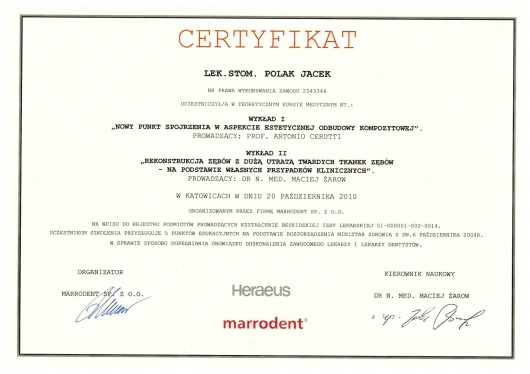 CERTYFIKAT
LEK.STOM. POLAK JACEK
NR PRAWA WYKONYWANIA ZAWODU 2543346
UCZESTNICZYŁ/A W TEORETYCZNYM KURSIE MEDYCZNYM NT.:
WYKŁAD I
„NOWY PUNKT SPOJRZENIA W ASPEKCIE ESTETYCZNEJ ODBUDOWY KOMPOZYTOWEJ”.
PROWADZĄCY: PROF. ANTONIO CERUTTI
WYKŁAD II
„REKONSTRUKCJA ZĘBÓW Z DUŻĄ UTRATĄ TWARDYCH TKANEK ZĘBÓW
- NA PODSTAWIE WŁASNYCH PRZYPADKÓW KLINICZNYCH”.
PROWADZĄCY: DR N. MED. MACIEJ ŻAROW
W KATOWICACH W DNIU 20 PAŹDZIERNIKA 2010
ORGANIZOWANYM PRZEZ FIRMĘ MARRODENT SP. Z O.O.
NR WPISU DO REJESTRO PODMIOTÓW PROWADZĄCYCH KSZTAŁCENIE BESKIDZKIEJ IZBY LEKARSKIEJ 51-000001-002-0014.
UCZESTNIKOM SZKOLENIA PRZYSŁUGUJE 5 PUNKTÓW EDUKACYJNYCH NA PODSTAWIE ROZPORZĄDZENIA MINISTAR ZDROWIA Z DN.6 PAŹDZIERNIKA 2004R.
W SPRAWIE SPOSOBU DOPEŁNIANIA OBOWIĄZKU DOSKONALENIA ZAWODOWEGO LEKARZY I LEKARZY DENTYSTÓW.
ORGANIZATOR
MARRODENT SP. Z O.O.
Heraeus
marrodent®
KIEROWNIK NAUKOWY
DR N. MED. MACIEJ ŻAROW